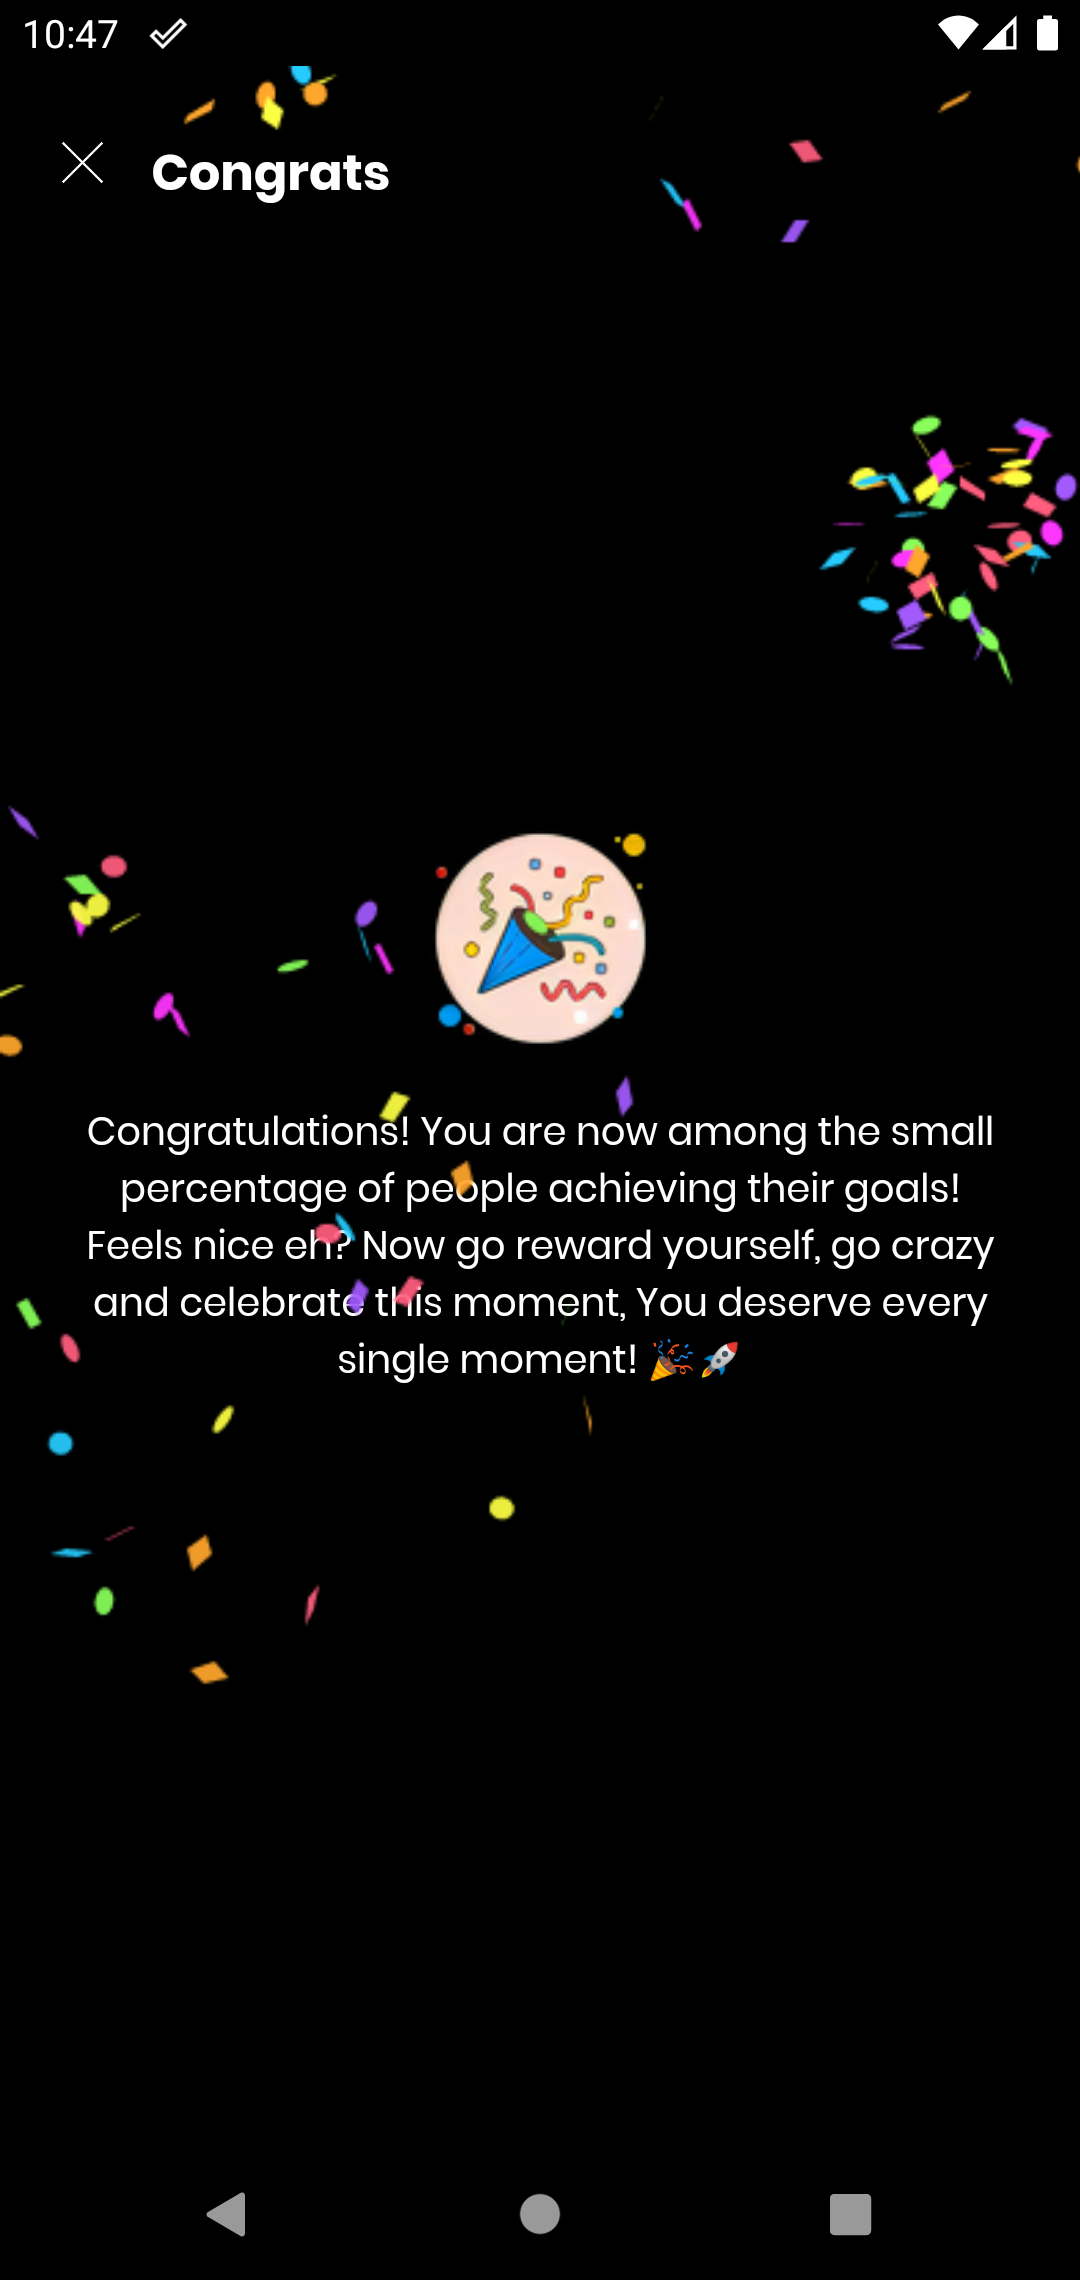 10:47
Congrats
Congratulations! You are now among the small
percentage of people achieving their goals!
Feels nice eh? Now go reward yourself, go crazy
and celebrate this moment, You deserve every
single moment! 🎉🚀